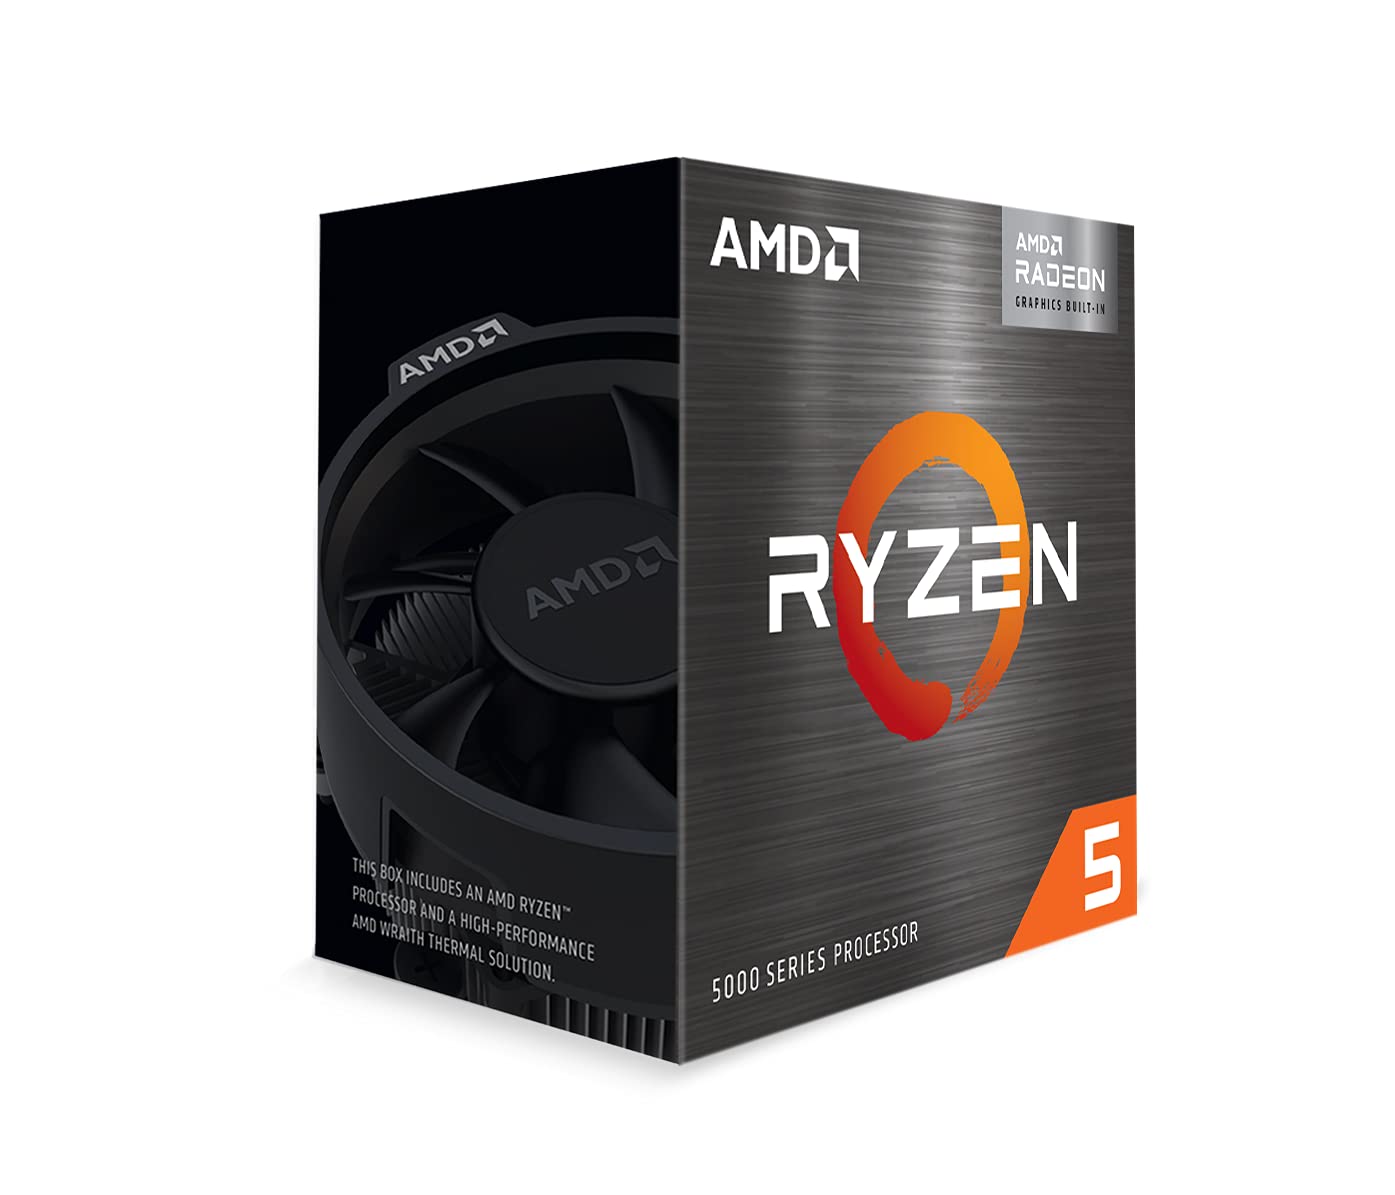 AMD
AMD
THIS BOX INCLUDES AN AMD RYZEN™
PROCESSOR AND A HIGH-PERFORMANCE
AMD WRAITH THERMAL SOLUTION.
AMD
AMD
RADEON
GRAPHICS BUILT-IN
RYZEN
5
5000 SERIES PROCESSOR